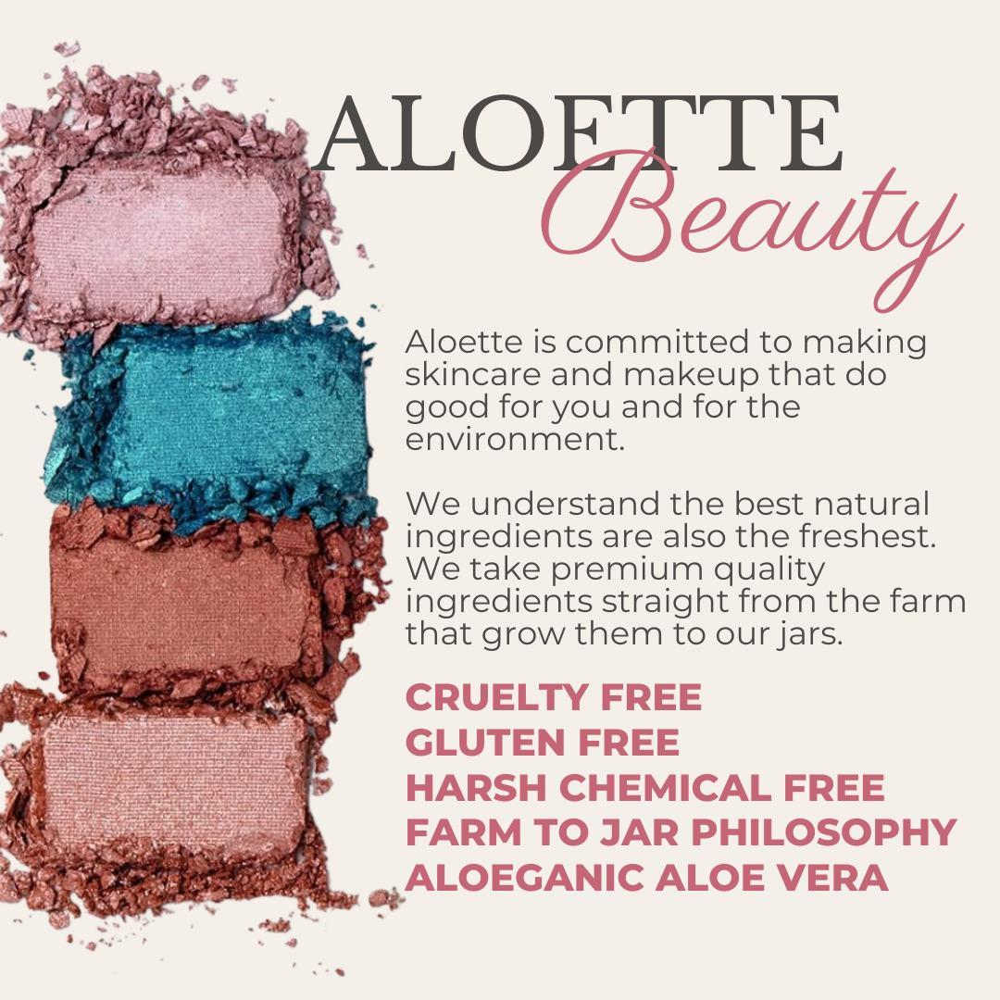 ALOETTE
Beauty
Aloette is committed to making
skincare and makeup that do
good for you and for the
environment.
We understand the best natural
ingredients are also the freshest.
We take premium quality
ingredients straight from the farm
that grow them to our jars.
CRUELTY FREE
GLUTEN FREE
HARSH CHEMICAL FREE
FARM TO JAR PHILOSOPHY
ALOEGANIC ALOE VERA